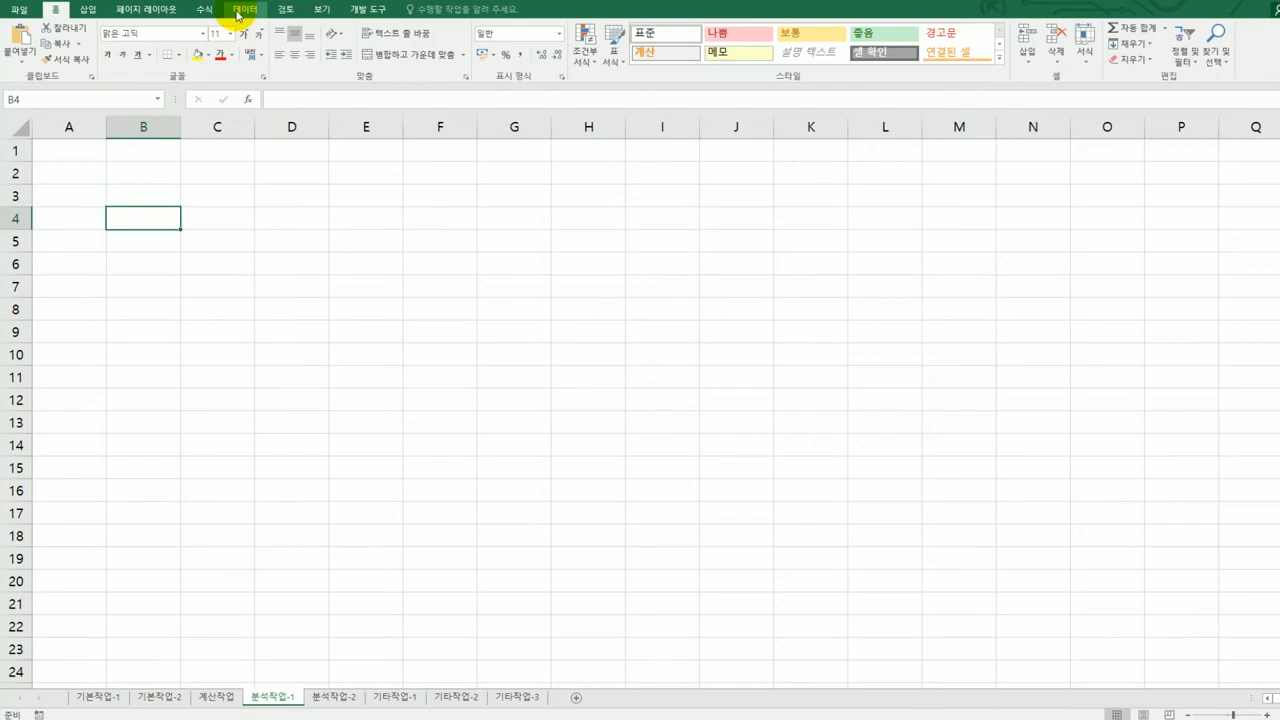 파일 홈 삽입 페이지 레이아웃 수식 데이터 검토 보기 개발 도구 수행할 작업을 알려 주세요.
붙여넣기 잘라내기 복사 서식 복사 클립보드
맑은 고딕 11 가 가 가 가 가 글꼴
텍스트 줄 바꿈 병합하고 가운데 맞춤 맞춤
일반 % 표시 형식
조건부 서식 표 서식 표준 나쁨 보통 좋음 경고문
계산 메모 설명 텍스트 셀 확인 연결된 셀 스타일
삽입 삭제 서식 셀
자동 합계 채우기 지우기 정렬 및 필터 찾기 및 선택 편집
B4 fx
A B C D E F G H I J K L M N O P Q
1
2
3
4
5
6
7
8
9
10
11
12
13
14
15
16
17
18
19
20
21
22
23
24
기본작업-1 기본작업-2 계산작업 분석작업-1 분석작업-2 기타작업-1 기타작업-2 기타작업-3
준비